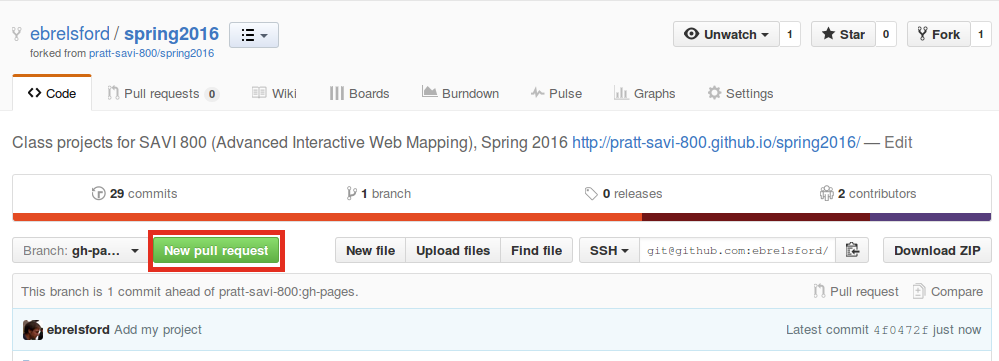 ebrelsford / spring2016
forked from pratt-savi-800/spring2016
Unwatch 1 Star 0 Fork 1
Code Pull requests 0 Wiki Boards Burndown Pulse Graphs Settings
Class projects for SAVI 800 (Advanced Interactive Web Mapping), Spring 2016 http://pratt-savi-800.github.io/spring2016/ — Edit
29 commits 1 branch 0 releases 2 contributors
Branch: gh-pa… New pull request New file Upload files Find file SSH git@github.com:ebrelsford/ Download ZIP
This branch is 1 commit ahead of pratt-savi-800:gh-pages. Pull request Compare
ebrelsford Add my project Latest commit 4f0472f just now